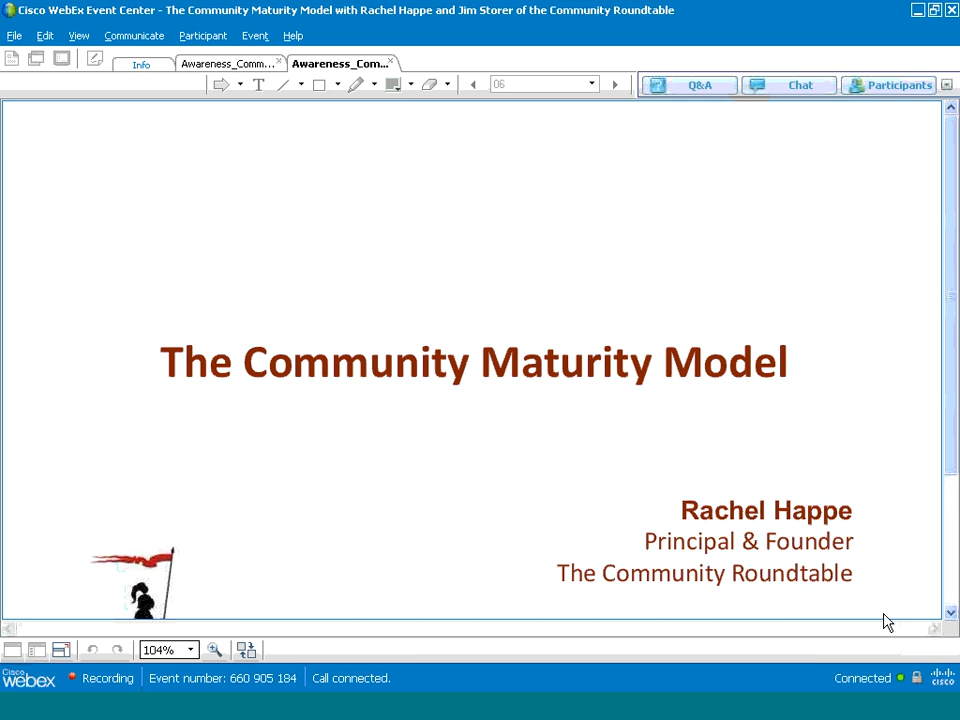 Cisco WebEx Event Center - The Community Maturity Model with Rachel Happe and Jim Storer of the Community Roundtable
File Edit View Communicate Participant Event Help
Info Awareness_Comm... Awareness_Com...
T 06 Q&A Chat Participants
The Community Maturity Model
Rachel Happe
Principal & Founder
The Community Roundtable
104%
Cisco webex Recording Event number: 660 905 184 Call connected. Connected cisco